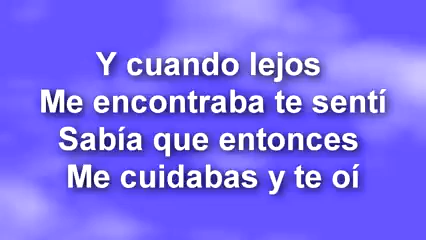 Y cuando lejos
Me encontraba te sentí
Sabía que entonces
Me cuidabas y te oí